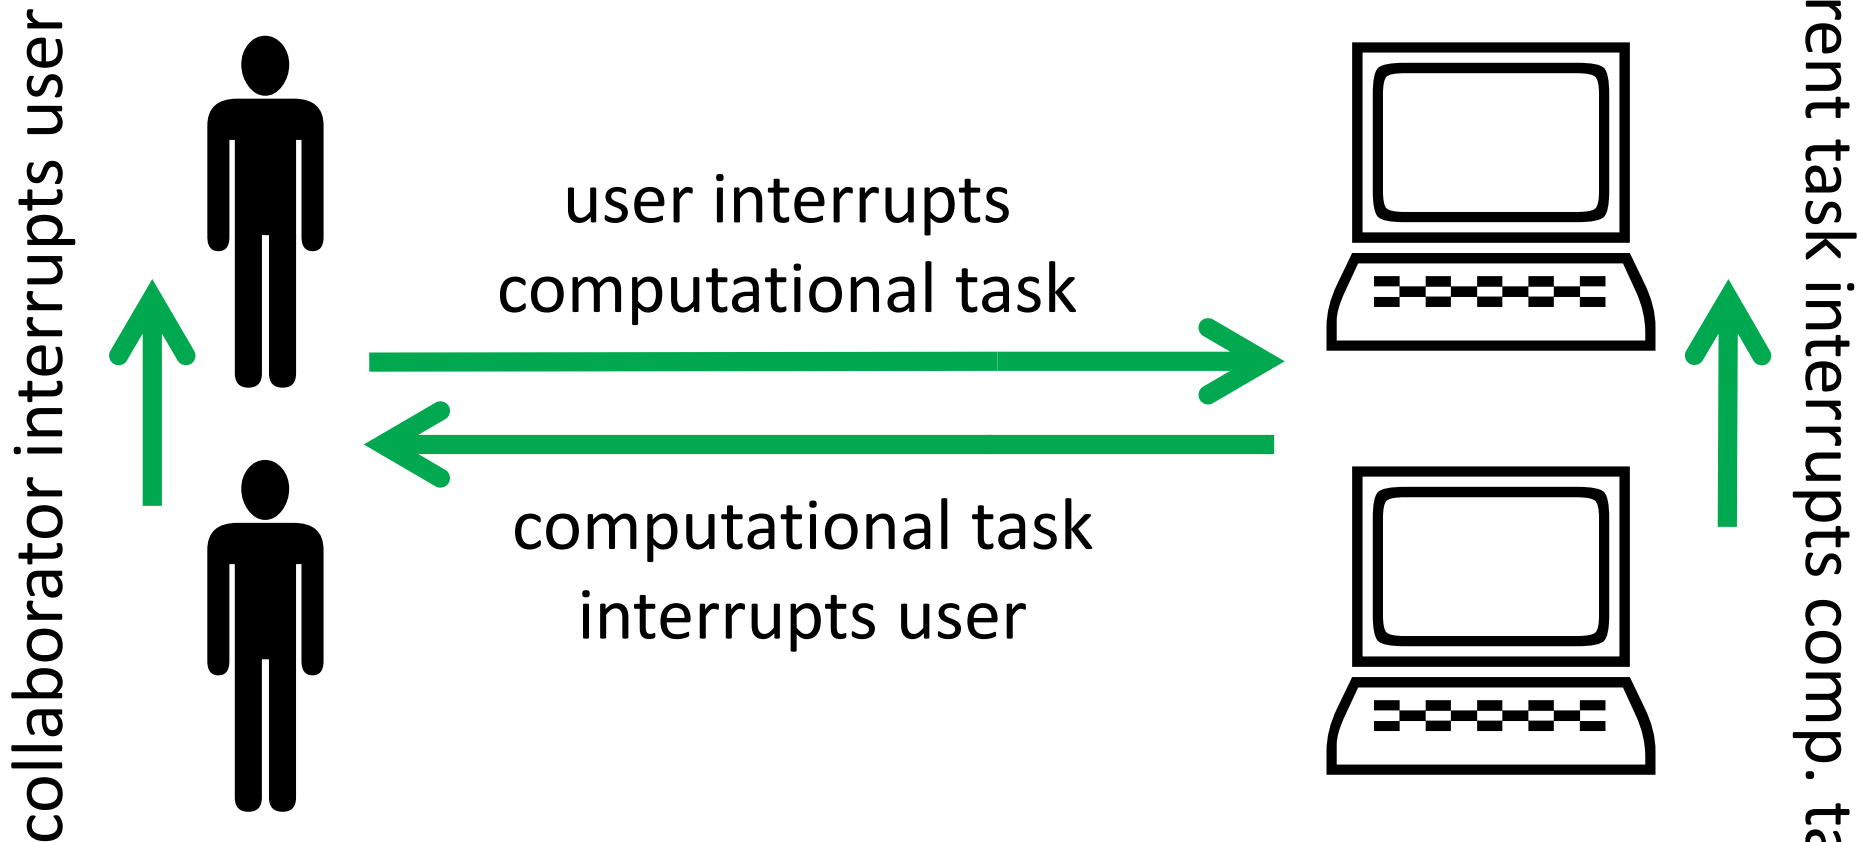 collaborator interrupts user
user interrupts
computational task
computational task
interrupts user
task interrupts comp.